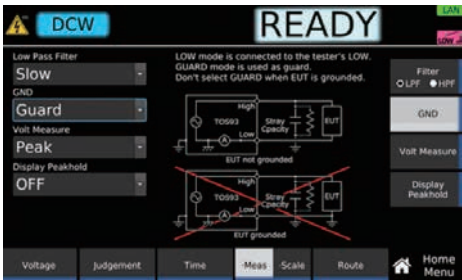 DCW
READY
LAN
LOW
Low Pass Filter
Slow
GND
Guard
Volt Measure
Peak
Display Peakhold
OFF
LOW mode is connected to the tester's LOW.
GUARD mode is used as guard.
Don't select GUARD when EUT is grounded.
High
TOS93
Stray
Cpacity
EUT
Low
A
EUT not grounded
High
TOS93
Stray
Cpacity
EUT
Low
A
EUT grounded
Filter
LPF HPF
GND
Volt Measure
Display
Peakhold
Voltage
Judgement
Time
Meas
Scale
Route
Home
Menu